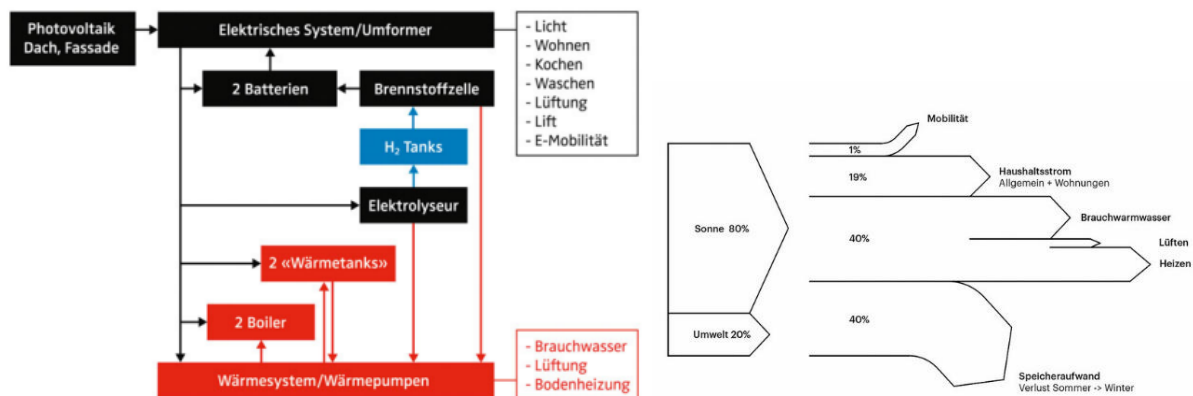 Photovoltaik
Dach, Fassade
Elektrisches System/Umformer
- Licht
- Wohnen
- Kochen
- Waschen
- Lüftung
- Lift
- E-Mobilität
2 Batterien
Brennstoffzelle
H₂ Tanks
Elektrolyseur
2 «Wärmetanks»
2 Boiler
Wärmesystem/Wärmepumpen
- Brauchwasser
- Lüftung
- Bodenheizung
Sonne 80%
Umwelt 20%
Mobilität
1%
19%
Haushaltsstrom
Allgemein + Wohnungen
Brauchwarmwasser
40%
Lüften
Heizen
40%
Speicheraufwand
Verlust Sommer -> Winter